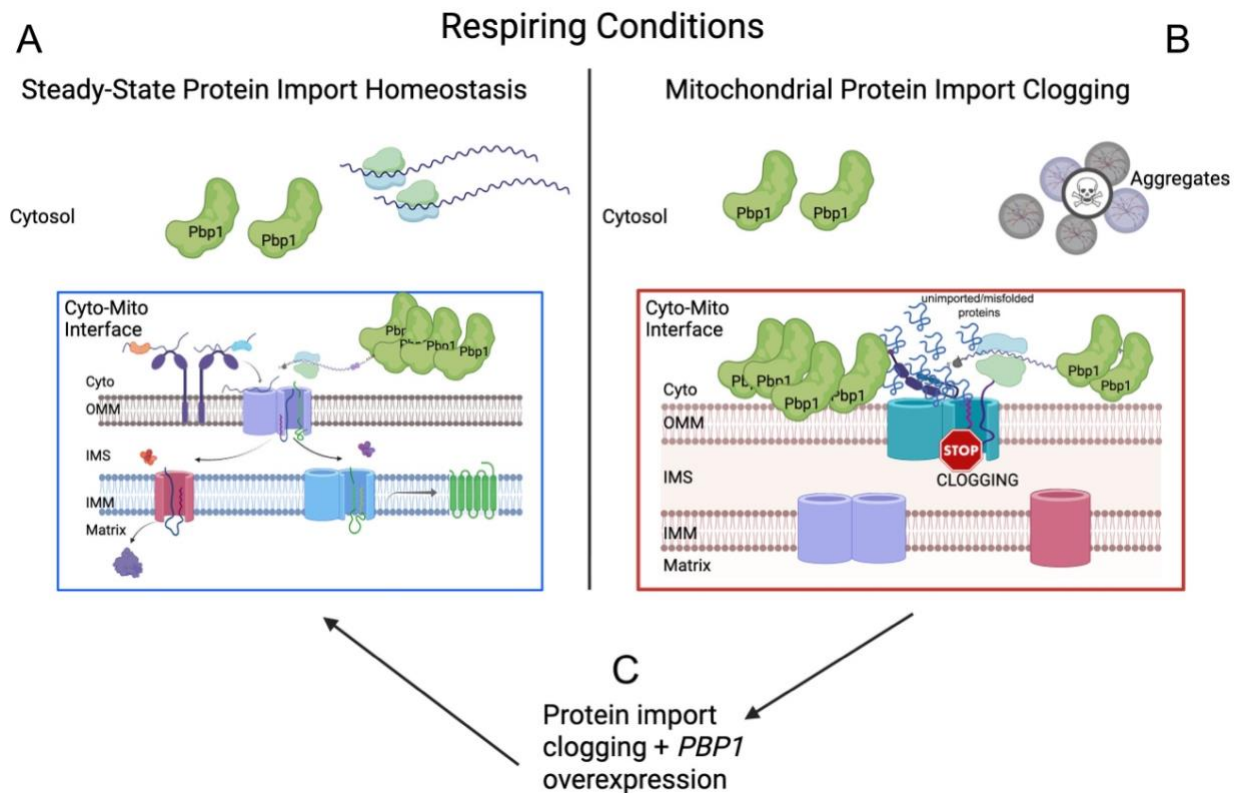 Respiring Conditions
A
B
Steady-State Protein Import Homeostasis
Cytosol
Pbp1
Pbp1
Cyto-Mito
Interface
Pbp1
Pbp1
Cyto
OMM
IMS
IMM
Matrix
Mitochondrial Protein Import Clogging
Cytosol
Pbp1
Pbp1
Aggregates
Cyto-Mito
Interface
unimported/misfolded
proteins
Pbp1
Pbp1
Pbp1
Pbp1
Pbp1
Cyto
OMM
STOP
CLOGGING
IMS
IMM
Matrix
C
Protein import
clogging + PBP1
overexpression